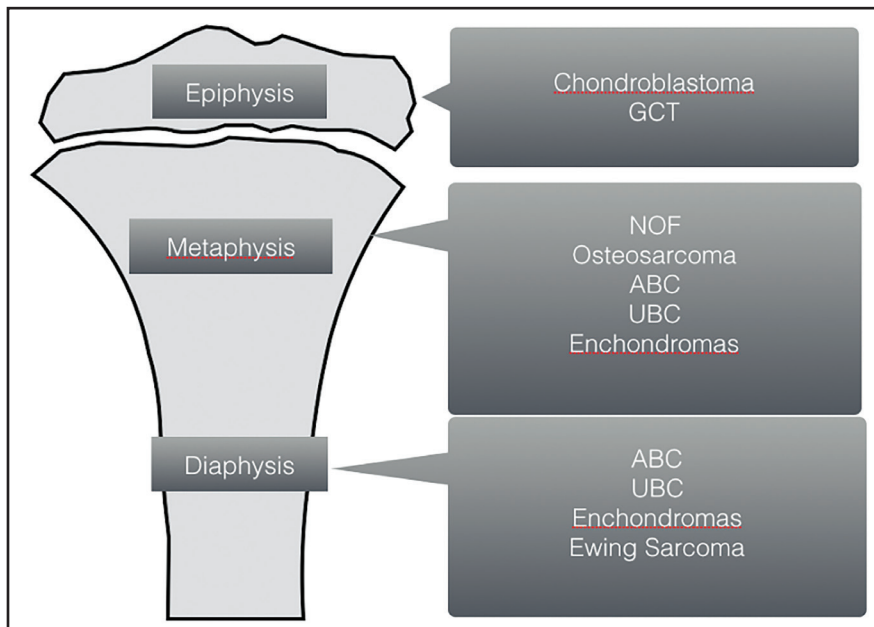 Epiphysis
Chondroblastoma
GCT
Metaphysis
NOF
Osteosarcoma
ABC
UBC
Enchondromas
Diaphysis
ABC
UBC
Enchondromas
Ewing Sarcoma